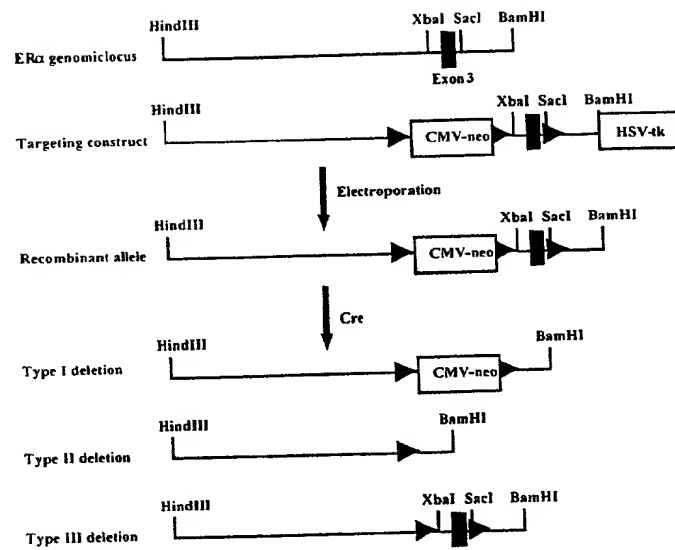 HindIII XbaI SacI BamHI
ERα genomiclocus
Exon3
HindIII XbaI SacI BamHI
Targeting construct CMV-neo HSV-tk
Electroporation
HindIII XbaI SacI BamHI
Recombinant allele CMV-neo
Cre
HindIII BamHI
Type I deletion CMV-neo
HindIII BamHI
Type II deletion
HindIII XbaI SacI BamHI
Type III deletion